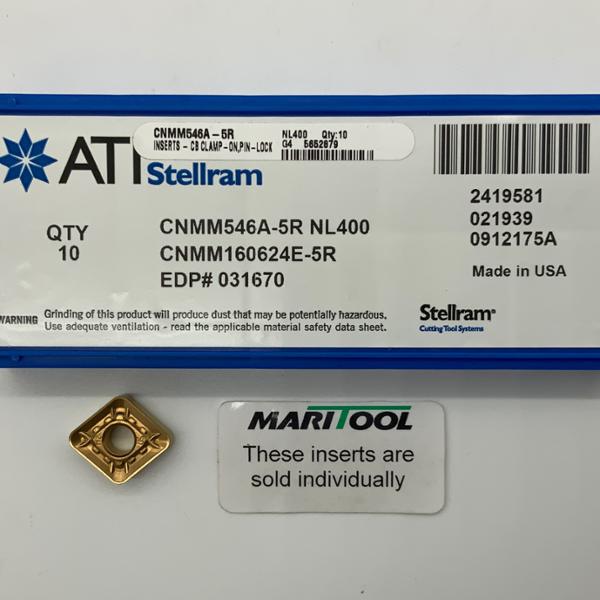 CNMM546A-5R NL400 Qty:10
INSERTS - CB CLAMP-ON,PIN-LOCK G4 5652679
ATI Stellram
QTY
10
CNMM546A-5R NL400
CNMM160624E-5R
EDP# 031670
2419581
021939
0912175A
Made in USA
WARNING Grinding of this product will produce dust that may be potentially hazardous.
Use adequate ventilation - read the applicable material safety data sheet.
Stellram®
Cutting Tool Systems
MARITOOL
These inserts are
sold individually